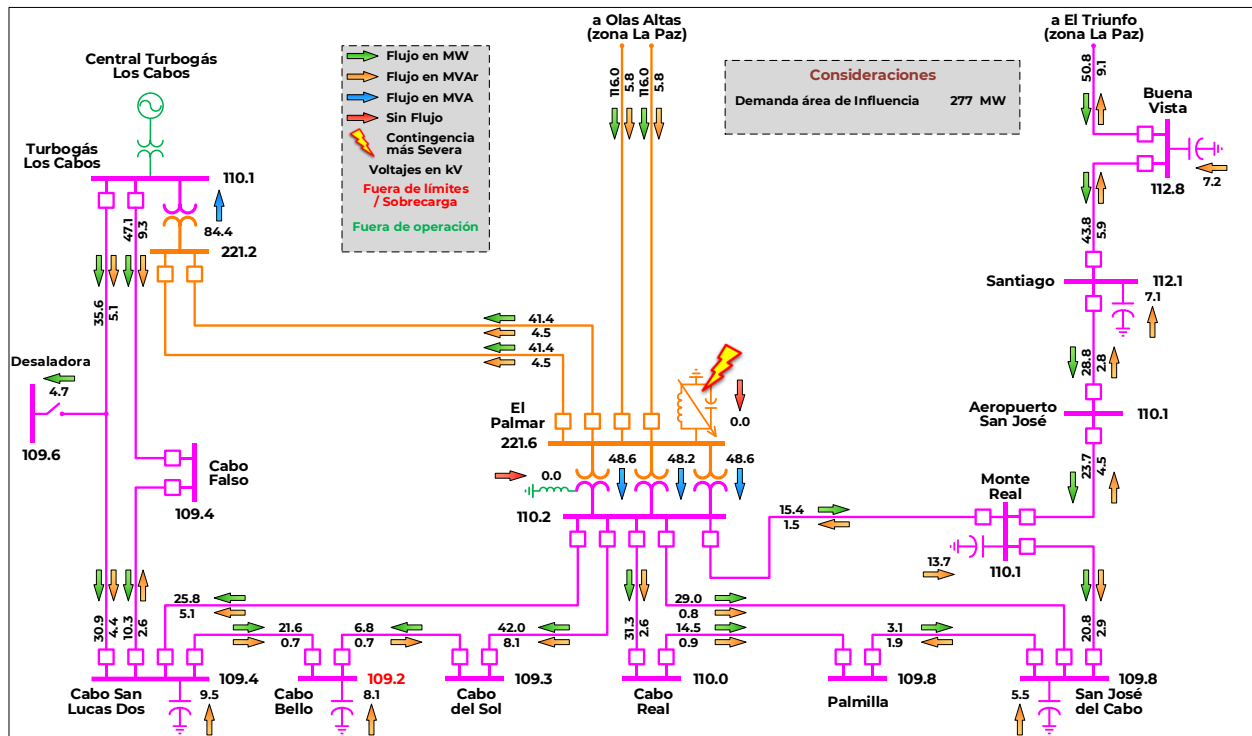 a Olas Altas
(zona La Paz)
a El Triunfo
(zona La Paz)
Central Turbogás
Los Cabos
Flujo en MW
Flujo en MVAr
Flujo en MVA
Sin Flujo
Contingencia
más Severa
Voltajes en kV
Fuera de límites
/ Sobrecarga
Fuera de operación
Consideraciones
Demanda área de Influencia 277 MW
116.0
5.8
116.0
5.8
50.8
9.1
Buena
Vista
7.2
112.8
Turbogás
Los Cabos
110.1
47.1
9.3
84.4
221.2
43.8
5.9
Santiago
112.1
7.1
35.6
5.1
41.4
4.5
41.4
4.5
28.8
2.8
Desaladora
4.7
109.6
El
Palmar
221.6
0.0
Aeropuerto
San José
110.1
Cabo
Falso
109.4
0.0
48.6
48.2
48.6
110.2
23.7
4.5
Monte
Real
15.4
1.5
13.7
110.1
30.9
4.4
10.3
2.6
25.8
5.1
21.6
0.7
6.8
0.7
42.0
8.1
31.3
2.6
29.0
0.8
14.5
0.9
3.1
1.9
20.8
2.9
Cabo San
Lucas Dos
109.4
9.5
Cabo
Bello
109.2
8.1
Cabo
del Sol
109.3
Cabo
Real
110.0
Palmilla
109.8
5.5
San José
del Cabo
109.8